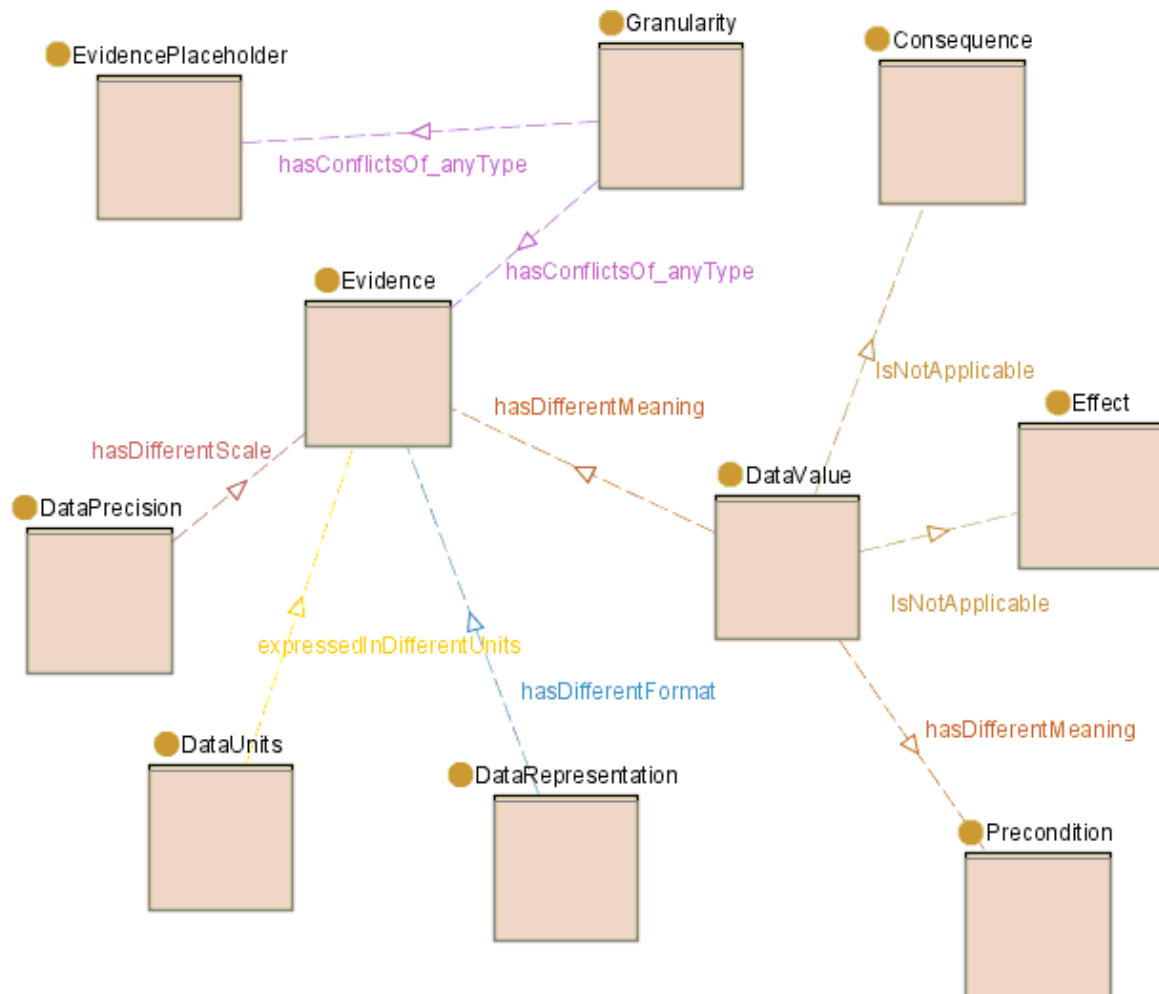 Granularity
EvidencePlaceholder
Consequence
hasConflictsOf_anyType
hasConflictsOf_anyType
Evidence
IsNotApplicable
hasDifferentMeaning
Effect
hasDifferentScale
DataValue
DataPrecision
IsNotApplicable
expressedInDifferentUnits
hasDifferentFormat
hasDifferentMeaning
DataUnits
DataRepresentation
Precondition